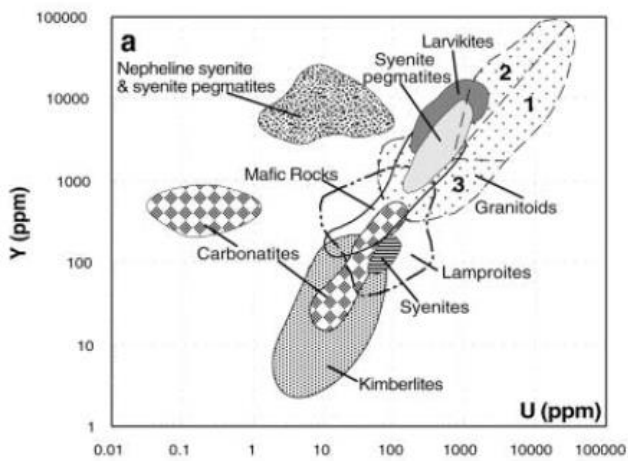 100000
a
Nepheline syenite
& syenite pegmatites
Larvikites
Syenite
pegmatites
2
10000
1
Mafic Rocks
3
1000
Granitoids
Y (ppm)
Carbonatites
100
Lamproites
Syenites
10
Kimberlites
U (ppm)
1
0.01 0.1 1 10 100 1000 10000 100000